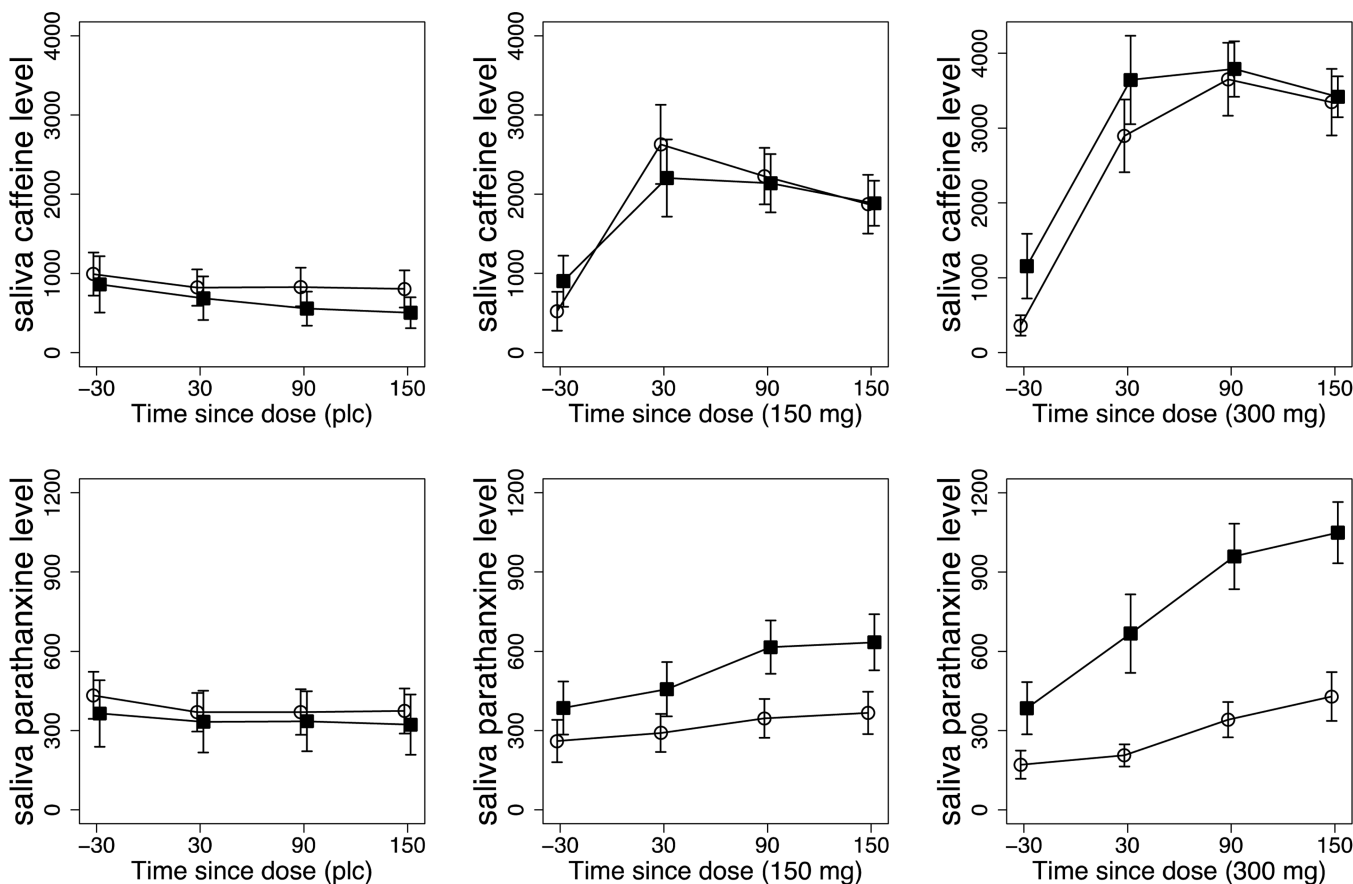 saliva caffeine level
4000
3000
2000
1000
0
−30 30 90 150
Time since dose (plc)
saliva caffeine level
4000
3000
2000
1000
0
−30 30 90 150
Time since dose (150 mg)
saliva caffeine level
4000
3000
2000
1000
0
−30 30 90 150
Time since dose (300 mg)
saliva parathanxine level
1200
900
600
300
0
−30 30 90 150
Time since dose (plc)
saliva parathanxine level
1200
900
600
300
0
−30 30 90 150
Time since dose (150 mg)
saliva parathanxine level
1200
900
600
300
0
−30 30 90 150
Time since dose (300 mg)